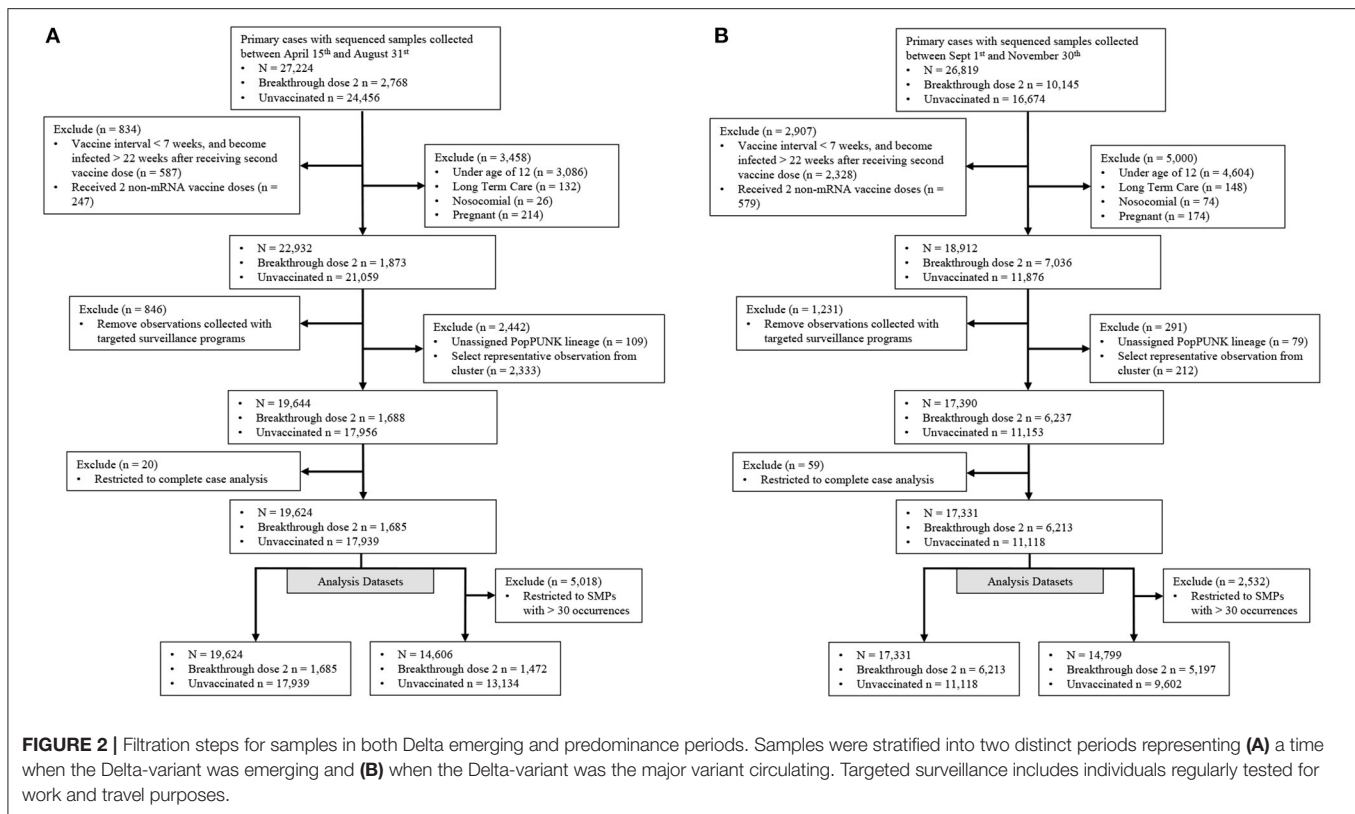 A
Primary cases with sequenced samples collected
between April 15th and August 31st
• N = 27,224
• Breakthrough dose 2 n = 2,768
• Unvaccinated n = 24,456
Exclude (n = 834)
• Vaccine interval < 7 weeks, and become
infected > 22 weeks after receiving second
vaccine dose (n = 587)
• Received 2 non-mRNA vaccine doses (n =
247)
Exclude (n = 3,458)
• Under age of 12 (n = 3,086)
• Long Term Care (n = 132)
• Nosocomial (n = 26)
• Pregnant (n = 214)
• N = 22,932
• Breakthrough dose 2 n = 1,873
• Unvaccinated n = 21,059
Exclude (n = 846)
• Remove observations collected with
targeted surveillance programs
Exclude (n = 2,442)
• Unassigned PopPUNK lineage (n = 109)
• Select representative observation from
cluster (n = 2,333)
• N = 19,644
• Breakthrough dose 2 n = 1,688
• Unvaccinated n = 17,956
Exclude (n = 20)
• Restricted to complete case analysis
• N = 19,624
• Breakthrough dose 2 n = 1,685
• Unvaccinated n = 17,939
Analysis Datasets
Exclude (n = 5,018)
• Restricted to SMPs
with > 30 occurrences
• N = 19,624
• Breakthrough dose 2 n = 1,685
• Unvaccinated n = 17,939
• N = 14,606
• Breakthrough dose 2 n = 1,472
• Unvaccinated n = 13,134
B
Primary cases with sequenced samples collected
between Sept 1st and November 30th
• N = 26,819
• Breakthrough dose 2 n = 10,145
• Unvaccinated n = 16,674
Exclude (n = 2,907)
• Vaccine interval < 7 weeks, and become
infected > 22 weeks after receiving second
vaccine dose (n = 2,328)
• Received 2 non-mRNA vaccine doses (n =
579)
Exclude (n = 5,000)
• Under age of 12 (n = 4,604)
• Long Term Care (n = 148)
• Nosocomial (n = 74)
• Pregnant (n = 174)
• N = 18,912
• Breakthrough dose 2 n = 7,036
• Unvaccinated n = 11,876
Exclude (n = 1,231)
• Remove observations collected with
targeted surveillance programs
Exclude (n = 291)
• Unassigned PopPUNK lineage (n = 79)
• Select representative observation from
cluster (n = 212)
• N = 17,390
• Breakthrough dose 2 n = 6,237
• Unvaccinated n = 11,153
Exclude (n = 59)
• Restricted to complete case analysis
• N = 17,331
• Breakthrough dose 2 n = 6,213
• Unvaccinated n = 11,118
Analysis Datasets
Exclude (n = 2,532)
• Restricted to SMPs
with > 30 occurrences
• N = 17,331
• Breakthrough dose 2 n = 6,213
• Unvaccinated n = 11,118
• N = 14,799
• Breakthrough dose 2 n = 5,197
• Unvaccinated n = 9,602
FIGURE 2 | Filtration steps for samples in both Delta emerging and predominance periods. Samples were stratified into two distinct periods representing (A) a time
when the Delta-variant was emerging and (B) when the Delta-variant was the major variant circulating. Targeted surveillance includes individuals regularly tested for
work and travel purposes.